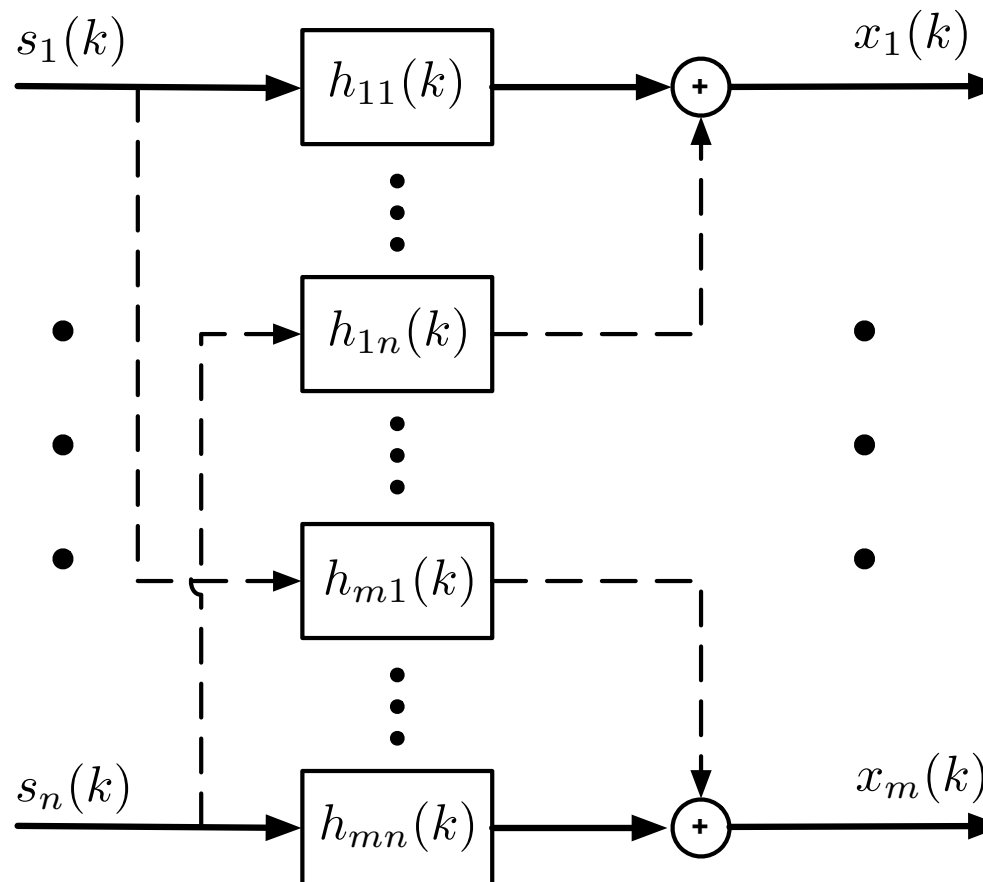 s₁(k)
h₁₁(k)
+
x₁(k)
h₁ₙ(k)
hₘ₁(k)
sₙ(k)
hₘₙ(k)
+
xₘ(k)